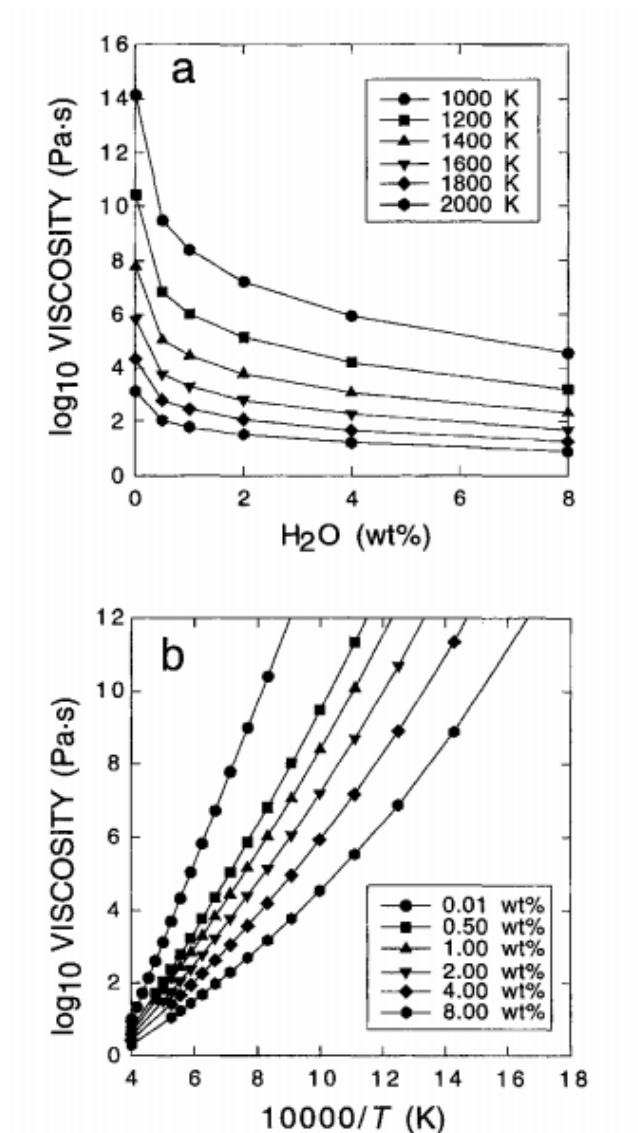 a
16
14
12
10
8
6
4
2
0
log10 VISCOSITY (Pa·s)
1000 K
1200 K
1400 K
1600 K
1800 K
2000 K
0 2 4 6 8
H2O (wt%)
b
12
10
8
6
4
2
0
log10 VISCOSITY (Pa·s)
0.01 wt%
0.50 wt%
1.00 wt%
2.00 wt%
4.00 wt%
8.00 wt%
4 6 8 10 12 14 16 18
10000/T (K)